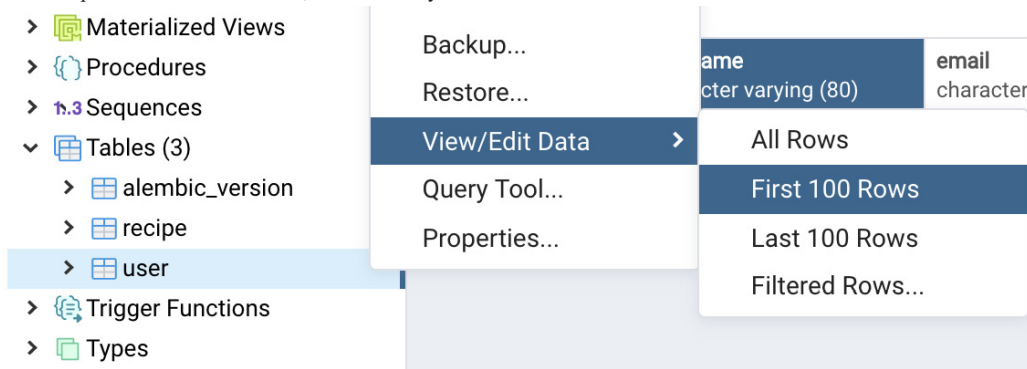 Materialized Views
Procedures
1..3 Sequences
Tables (3)
alembic_version
recipe
user
Trigger Functions
Types
Backup...
Restore...
View/Edit Data
Query Tool...
Properties...
ame
cter varying (80)
email
character
All Rows
First 100 Rows
Last 100 Rows
Filtered Rows...